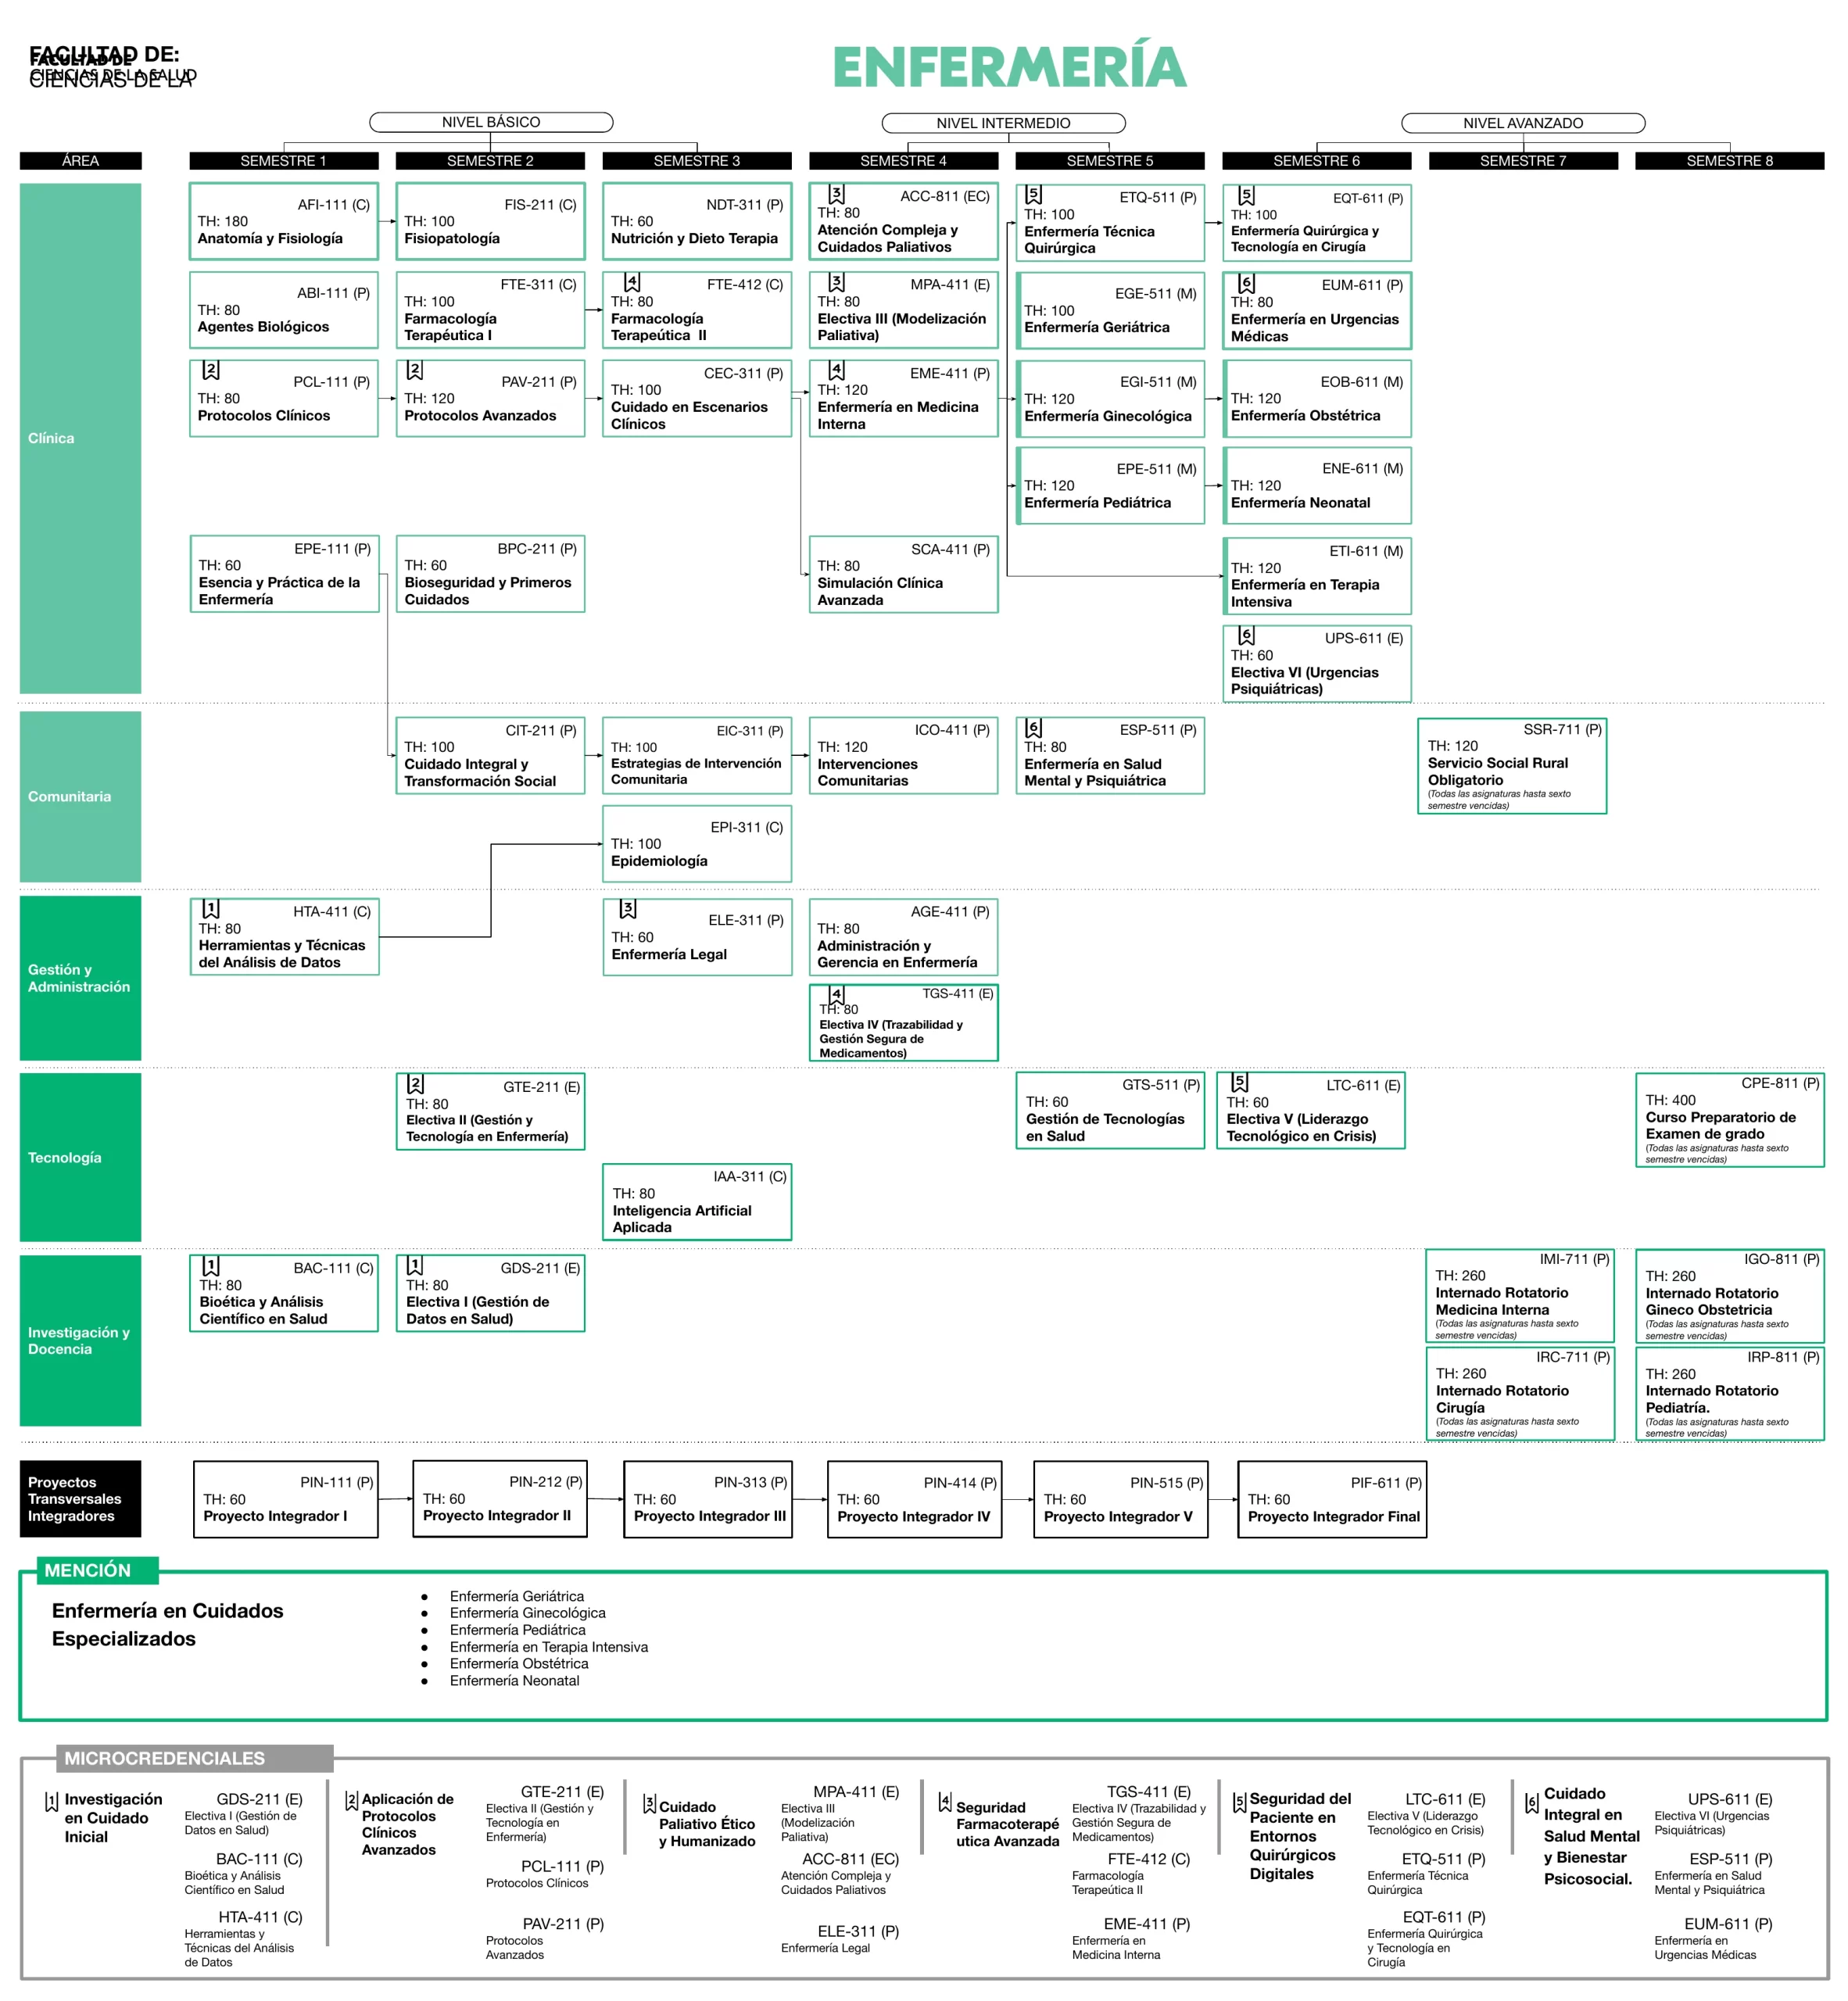 FACULTAD DE:
FACULTAD DE
CIENCIAS DE LA SALUD
CIENCIAS DE LA
ENFERMERÍA
NIVEL BÁSICO
NIVEL INTERMEDIO
NIVEL AVANZADO
ÁREA
SEMESTRE 1
SEMESTRE 2
SEMESTRE 3
SEMESTRE 4
SEMESTRE 5
SEMESTRE 6
SEMESTRE 7
SEMESTRE 8
Clínica
AFI-111 (C)
TH: 180
Anatomía y Fisiología
FIS-211 (C)
TH: 100
Fisiopatología
NDT-311 (P)
TH: 60
Nutrición y Dieto Terapia
3
ACC-811 (EC)
TH: 80
Atención Compleja y
Cuidados Paliativos
5
ETQ-511 (P)
TH: 100
Enfermería Técnica
Quirúrgica
5
EQT-611 (P)
TH: 100
Enfermería Quirúrgica y
Tecnología en Cirugía
ABI-111 (P)
TH: 80
Agentes Biológicos
FTE-311 (C)
TH: 100
Farmacología
Terapéutica I
4
FTE-412 (C)
TH: 80
Farmacología
Terapeútica II
3
MPA-411 (E)
TH: 80
Electiva III (Modelización
Paliativa)
EGE-511 (M)
TH: 100
Enfermería Geriátrica
6
EUM-611 (P)
TH: 80
Enfermería en Urgencias
Médicas
2
PCL-111 (P)
TH: 80
Protocolos Clínicos
2
PAV-211 (P)
TH: 120
Protocolos Avanzados
CEC-311 (P)
TH: 100
Cuidado en Escenarios
Clínicos
4
EME-411 (P)
TH: 120
Enfermería en Medicina
Interna
EGI-511 (M)
TH: 120
Enfermería Ginecológica
EOB-611 (M)
TH: 120
Enfermería Obstétrica
EPE-511 (M)
TH: 120
Enfermería Pediátrica
ENE-611 (M)
TH: 120
Enfermería Neonatal
EPE-111 (P)
TH: 60
Esencia y Práctica de la
Enfermería
BPC-211 (P)
TH: 60
Bioseguridad y Primeros
Cuidados
SCA-411 (P)
TH: 80
Simulación Clínica
Avanzada
ETI-611 (M)
TH: 120
Enfermería en Terapia
Intensiva
6
UPS-611 (E)
TH: 60
Electiva VI (Urgencias
Psiquiátricas)
Comunitaria
CIT-211 (P)
TH: 100
Cuidado Integral y
Transformación Social
EIC-311 (P)
TH: 100
Estrategias de Intervención
Comunitaria
ICO-411 (P)
TH: 120
Intervenciones
Comunitarias
6
ESP-511 (P)
TH: 80
Enfermería en Salud
Mental y Psiquiátrica
SSR-711 (P)
TH: 120
Servicio Social Rural
Obligatorio
(Todas las asignaturas hasta sexto
semestre vencidas)
EPI-311 (C)
TH: 100
Epidemiología
Gestión y
Administración
1
HTA-411 (C)
TH: 80
Herramientas y Técnicas
del Análisis de Datos
3
ELE-311 (P)
TH: 60
Enfermería Legal
AGE-411 (P)
TH: 80
Administración y
Gerencia en Enfermería
4
TGS-411 (E)
TH: 80
Electiva IV (Trazabilidad y
Gestión Segura de
Medicamentos)
Tecnología
2
GTE-211 (E)
TH: 80
Electiva II (Gestión y
Tecnología en Enfermería)
GTS-511 (P)
TH: 60
Gestión de Tecnologías
en Salud
5
LTC-611 (E)
TH: 60
Electiva V (Liderazgo
Tecnológico en Crisis)
CPE-811 (P)
TH: 400
Curso Preparatorio de
Examen de grado
(Todas las asignaturas hasta sexto
semestre vencidas)
IAA-311 (C)
TH: 80
Inteligencia Artificial
Aplicada
Investigación y
Docencia
1
BAC-111 (C)
TH: 80
Bioética y Análisis
Científico en Salud
1
GDS-211 (E)
TH: 80
Electiva I (Gestión de
Datos en Salud)
IMI-711 (P)
TH: 260
Internado Rotatorio
Medicina Interna
(Todas las asignaturas hasta sexto
semestre vencidas)
IGO-811 (P)
TH: 260
Internado Rotatorio
Gineco Obstetricia
(Todas las asignaturas hasta sexto
semestre vencidas)
IRC-711 (P)
TH: 260
Internado Rotatorio
Cirugía
(Todas las asignaturas hasta sexto
semestre vencidas)
IRP-811 (P)
TH: 260
Internado Rotatorio
Pediatría.
(Todas las asignaturas hasta sexto
semestre vencidas)
Proyectos
Transversales
Integradores
PIN-111 (P)
TH: 60
Proyecto Integrador I
PIN-212 (P)
TH: 60
Proyecto Integrador II
PIN-313 (P)
TH: 60
Proyecto Integrador III
PIN-414 (P)
TH: 60
Proyecto Integrador IV
PIN-515 (P)
TH: 60
Proyecto Integrador V
PIF-611 (P)
TH: 60
Proyecto Integrador Final
MENCIÓN
Enfermería en Cuidados
Especializados
● Enfermería Geriátrica
● Enfermería Ginecológica
● Enfermería Pediátrica
● Enfermería en Terapia Intensiva
● Enfermería Obstétrica
● Enfermería Neonatal
MICROCREDENCIALES
1
Investigación
en Cuidado
Inicial
GDS-211 (E)
Electiva I (Gestión de
Datos en Salud)
BAC-111 (C)
Bioética y Análisis
Científico en Salud
HTA-411 (C)
Herramientas y
Técnicas del Análisis
de Datos
2
Aplicación de
Protocolos
Clínicos
Avanzados
GTE-211 (E)
Electiva II (Gestión y
Tecnología en
Enfermería)
PCL-111 (P)
Protocolos Clínicos
PAV-211 (P)
Protocolos
Avanzados
3
Cuidado
Paliativo Ético
y Humanizado
MPA-411 (E)
Electiva III
(Modelización
Paliativa)
ACC-811 (EC)
Atención Compleja y
Cuidados Paliativos
ELE-311 (P)
Enfermería Legal
4
Seguridad
Farmacoterapé
utica Avanzada
TGS-411 (E)
Electiva IV (Trazabilidad y
Gestión Segura de
Medicamentos)
FTE-412 (C)
Farmacología
Terapeútica II
EME-411 (P)
Enfermería en
Medicina Interna
5
Seguridad del
Paciente en
Entornos
Quirúrgicos
Digitales
LTC-611 (E)
Electiva V (Liderazgo
Tecnológico en Crisis)
ETQ-511 (P)
Enfermería Técnica
Quirúrgica
EQT-611 (P)
Enfermería Quirúrgica
y Tecnología en
Cirugía
6
Cuidado
Integral en
Salud Mental
y Bienestar
Psicosocial.
UPS-611 (E)
Electiva VI (Urgencias
Psiquiátricas)
ESP-511 (P)
Enfermería en Salud
Mental y Psiquiátrica
EUM-611 (P)
Enfermería en
Urgencias Médicas